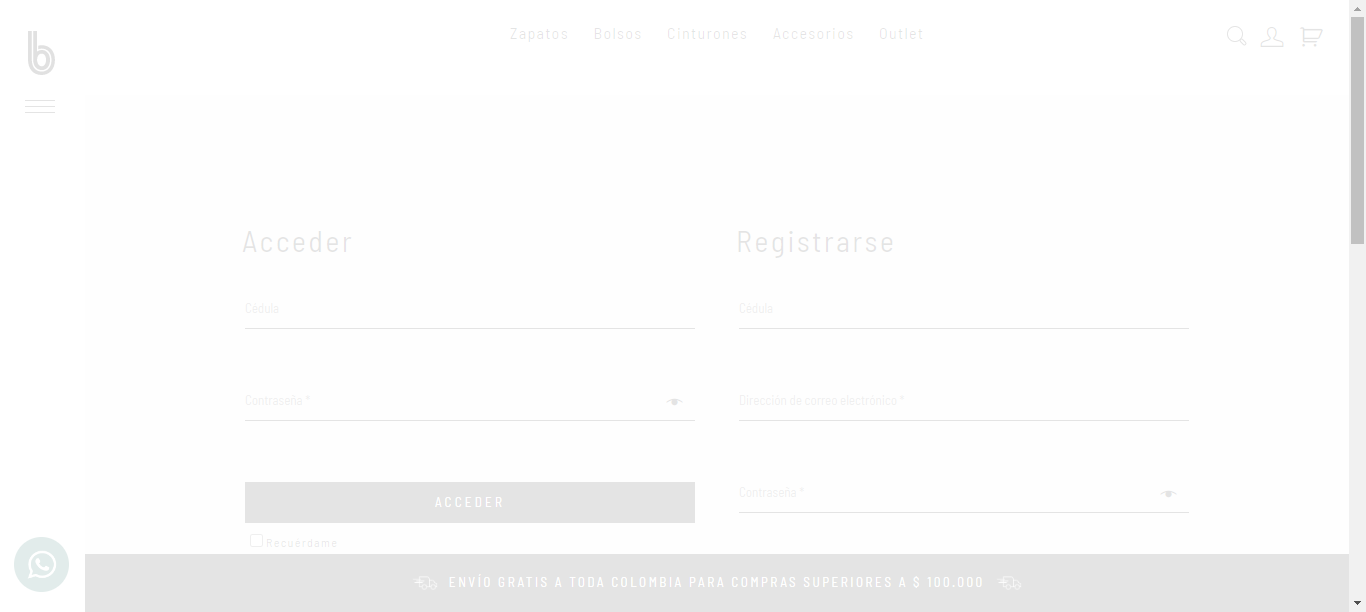 b
Zapatos Bolsos Cinturones Accesorios Outlet
Acceder
Cédula
Contraseña *
ACCEDER
Recuérdame
Registrarse
Cédula
Dirección de correo electrónico *
Contraseña *
ENVÍO GRATIS A TODA COLOMBIA PARA COMPRAS SUPERIORES A $ 100.000